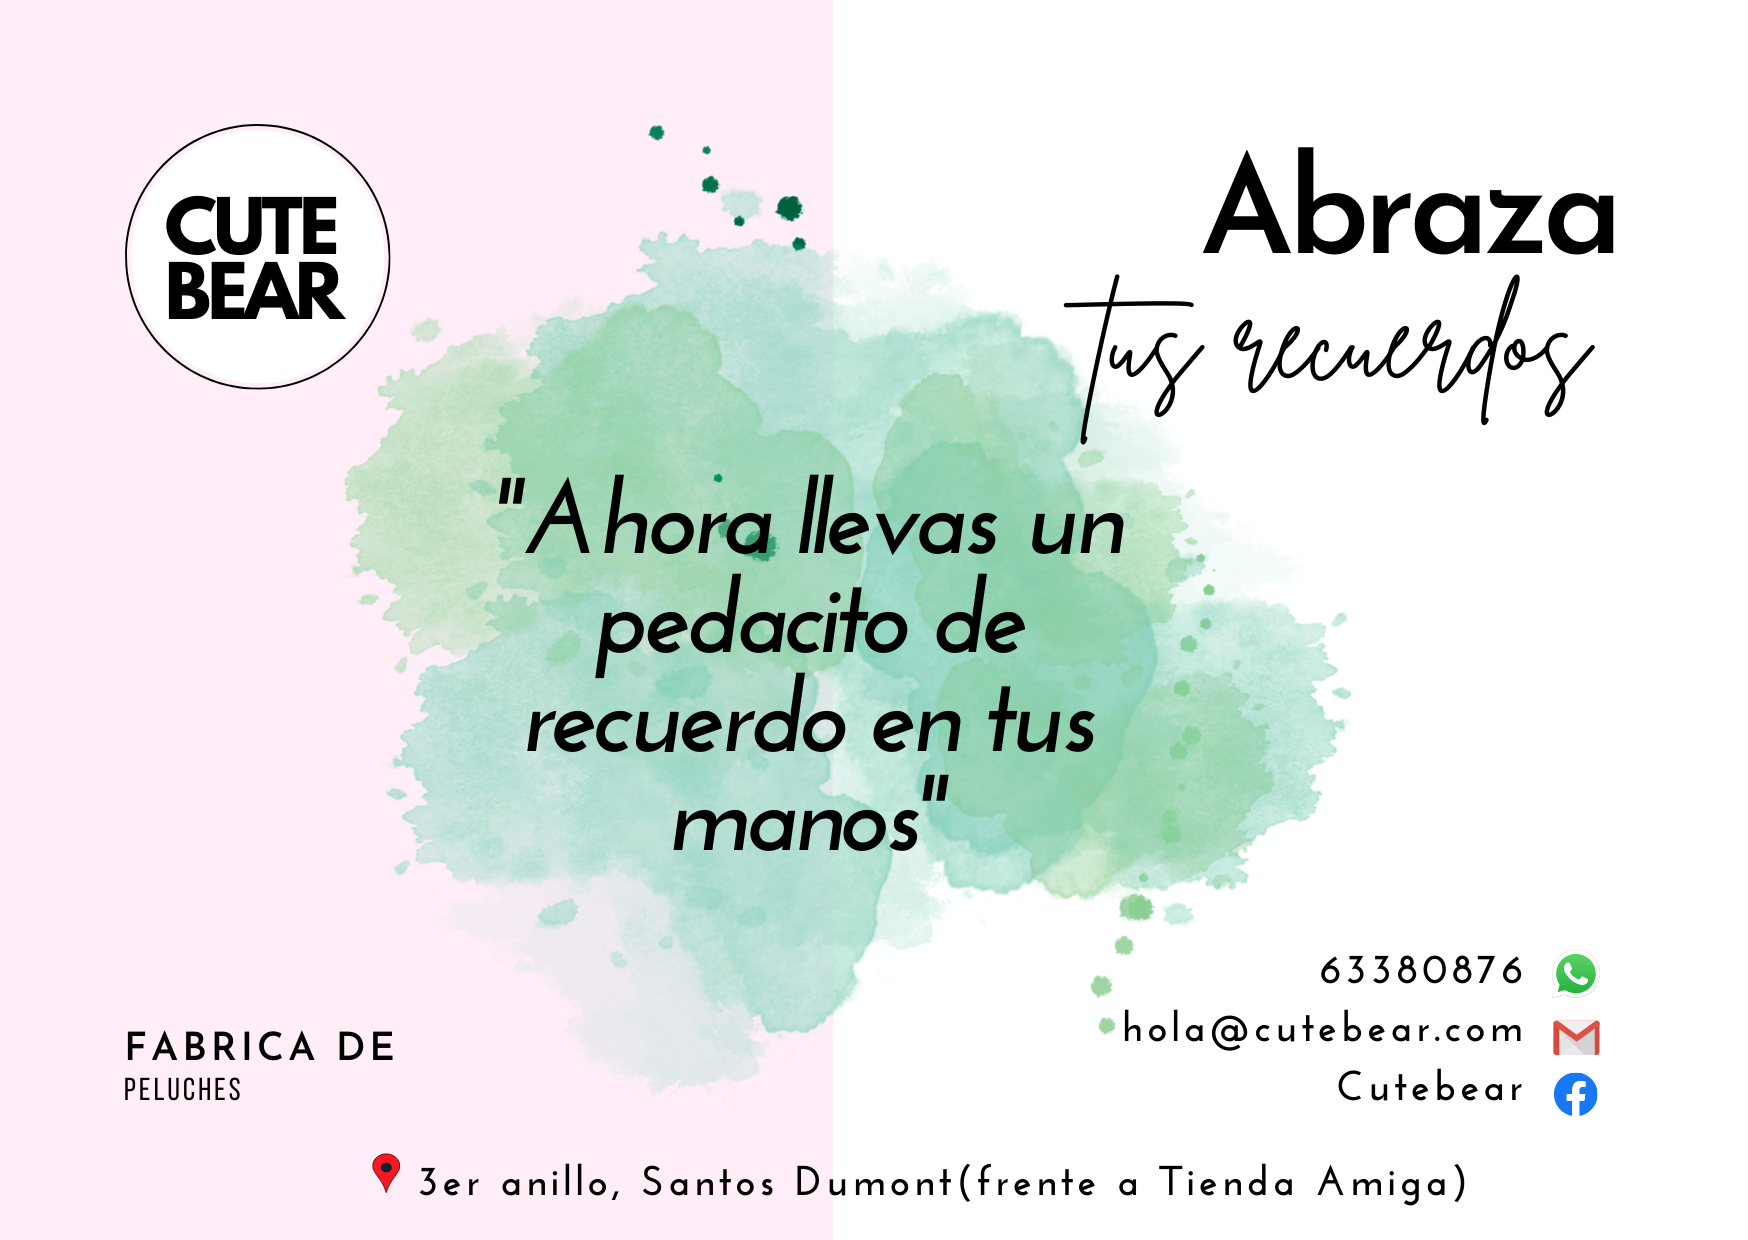 CUTE
BEAR
Abraza
tus recuerdos
"Ahora llevas un
pedacito de
recuerdo en tus
manos"
63380876
hola@cutebear.com
Cutebear
FABRICA DE
PELUCHES
3er anillo, Santos Dumont(frente a Tienda Amiga)